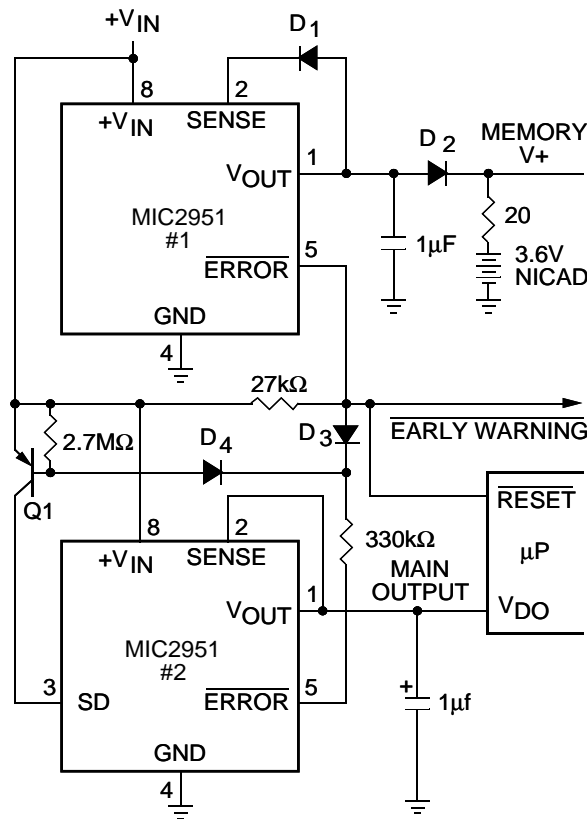 +VIN
D1
8
2
+VIN
SENSE
1
VOUT
D2
MEMORY
V+
MIC2951
#1
20
1µF
3.6V
NICAD
5
ERROR
GND
4
27kΩ
2.7MΩ
D4
D3
EARLY WARNING
Q1
RESET
8
2
330kΩ
µP
+VIN
SENSE
1
MAIN
OUTPUT
VOUT
VDO
MIC2951
#2
3
SD
5
ERROR
+
1µf
GND
4